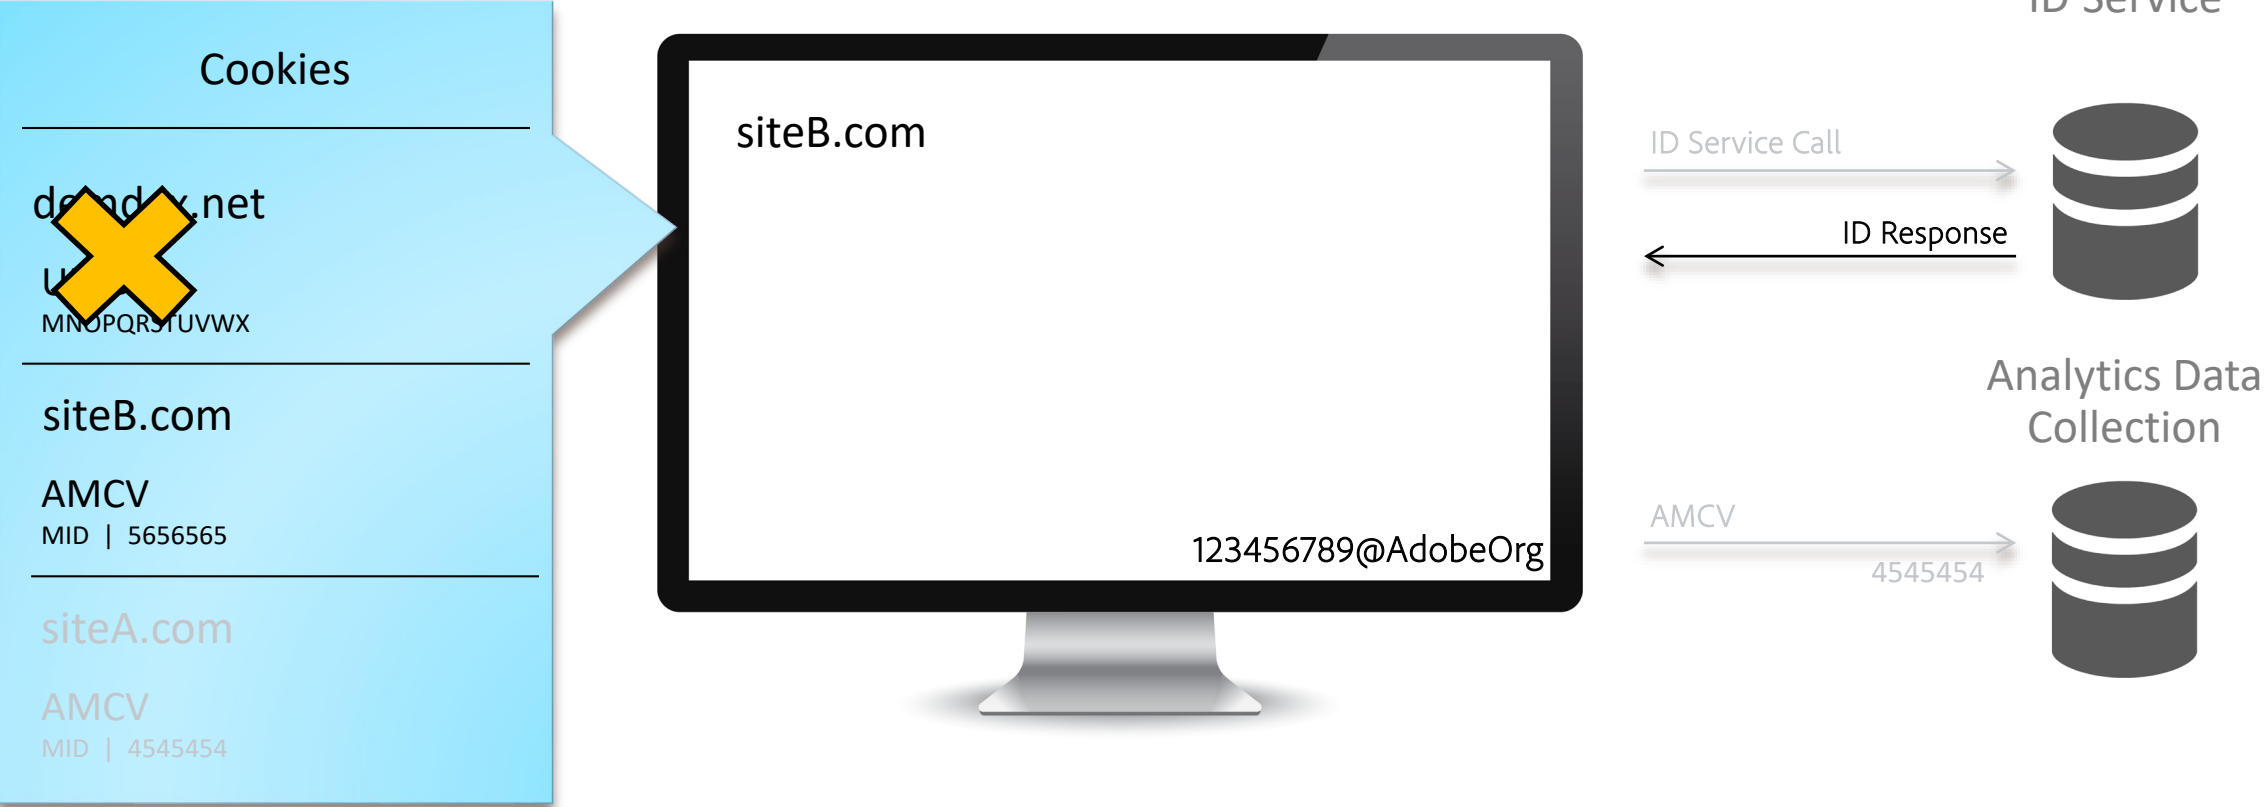 Cookies
.net
MNOPQRSTUVWX
siteB.com
AMCV
MID | 5656565
siteA.com
AMCV
MID | 4545454
siteB.com
123456789@AdobeOrg
ID Service
ID Service Call
ID Response
Analytics Data
Collection
AMCV
4545454